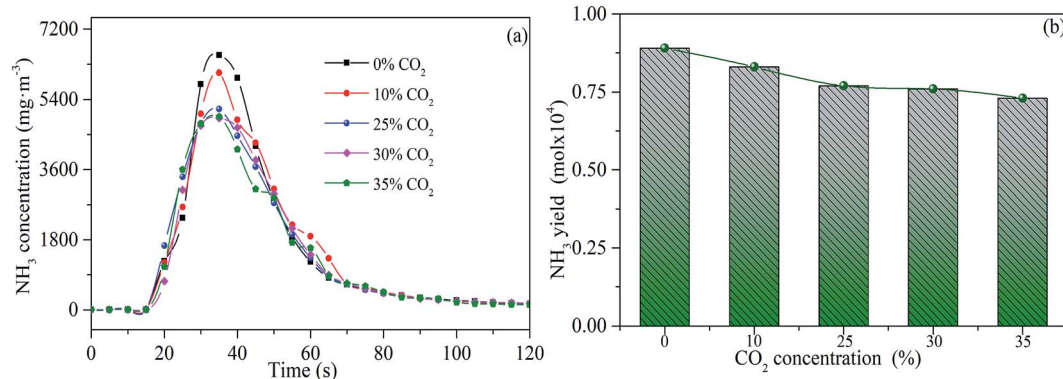 (a)
NH₃ concentration (mg·m⁻³)
7200
5400
3600
1800
0
0% CO₂
10% CO₂
25% CO₂
30% CO₂
35% CO₂
0 20 40 60 80 100 120
Time (s)
(b)
NH₃ yield (molx10⁴)
1.00
0.75
0.50
0.25
0.00
0 10 25 30 35
CO₂ concentration (%)